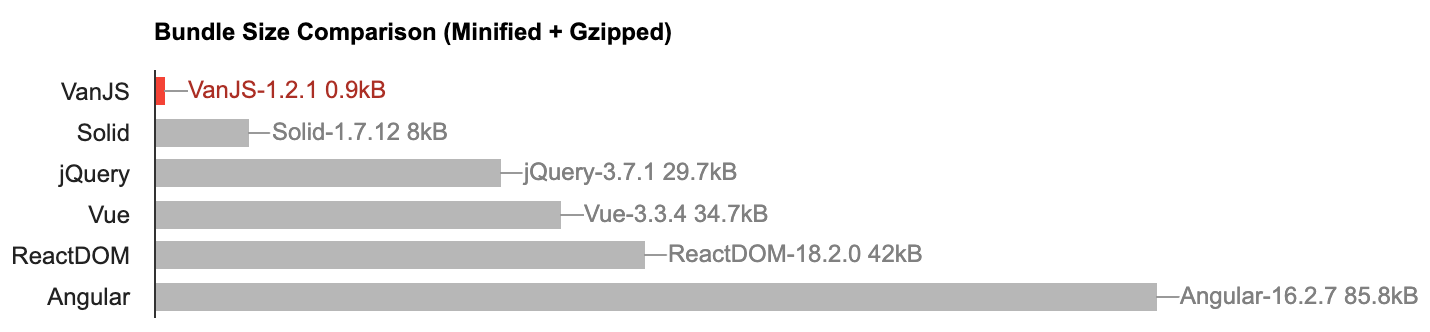 Bundle Size Comparison (Minified + Gzipped)
VanJS VanJS-1.2.1 0.9kB
Solid Solid-1.7.12 8kB
jQuery jQuery-3.7.1 29.7kB
Vue Vue-3.3.4 34.7kB
ReactDOM ReactDOM-18.2.0 42kB
Angular Angular-16.2.7 85.8kB